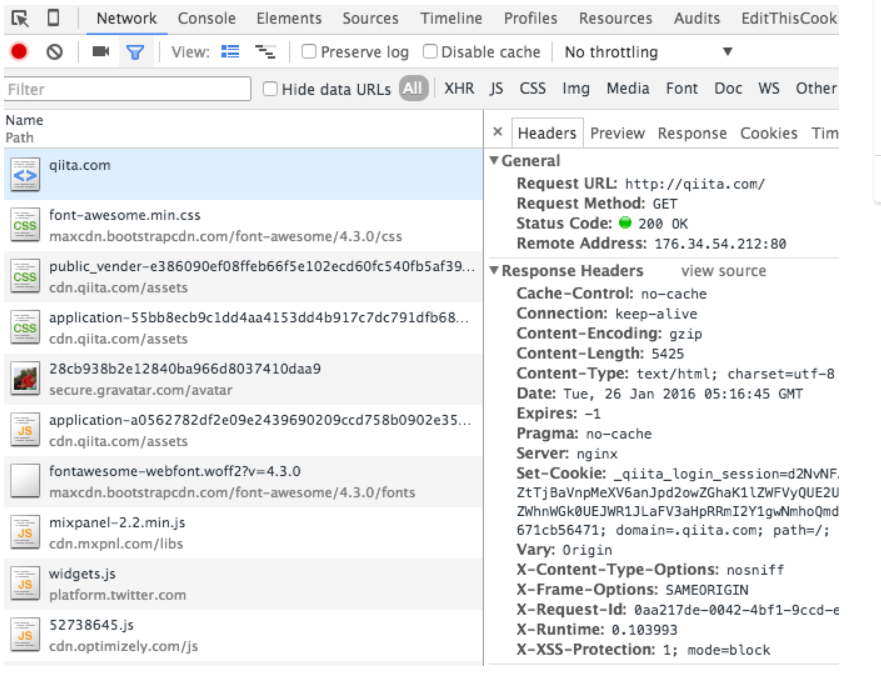 Network Console Elements Sources Timeline Profiles Resources Audits EditThisCook
View: Preserve log Disable cache No throttling ▼
Filter Hide data URLs All XHR JS CSS Img Media Font Doc WS Other
Name
Path
qiita.com
font-awesome.min.css
maxcdn.bootstrapcdn.com/font-awesome/4.3.0/css
public_vender-e386090ef08ffeb66f5e102ecd60fc540fb5af39...
cdn.qiita.com/assets
application-55bb8ecb9c1dd4aa4153dd4b917c7dc791dfb68...
cdn.qiita.com/assets
28cb938b2e12840ba966d8037410daa9
secure.gravatar.com/avatar
application-a0562782df2e09e2439690209ccd758b0902e35...
cdn.qiita.com/assets
fontawesome-webfont.woff2?v=4.3.0
maxcdn.bootstrapcdn.com/font-awesome/4.3.0/fonts
mixpanel-2.2.min.js
cdn.mxpnl.com/libs
widgets.js
platform.twitter.com
52738645.js
cdn.optimizely.com/js
× Headers Preview Response Cookies Tim
▼General
Request URL: http://qiita.com/
Request Method: GET
Status Code: 200 OK
Remote Address: 176.34.54.212:80
▼Response Headers view source
Cache-Control: no-cache
Connection: keep-alive
Content-Encoding: gzip
Content-Length: 5425
Content-Type: text/html; charset=utf-8
Date: Tue, 26 Jan 2016 05:16:45 GMT
Expires: -1
Pragma: no-cache
Server: nginx
Set-Cookie: _qiita_login_session=d2NvNF
ZtTjBaVnpMeXV6anJpd2owZGhaK1lZWFVyQUE2U
ZWhnWGk0UEJWR1JLaFV3aHpRRmI2Y1gwNmhoQmd
671cb56471; domain=.qiita.com; path=/;
Vary: Origin
X-Content-Type-Options: nosniff
X-Frame-Options: SAMEORIGIN
X-Request-Id: 0aa217de-0042-4bf1-9ccd-e
X-Runtime: 0.103993
X-XSS-Protection: 1; mode=block